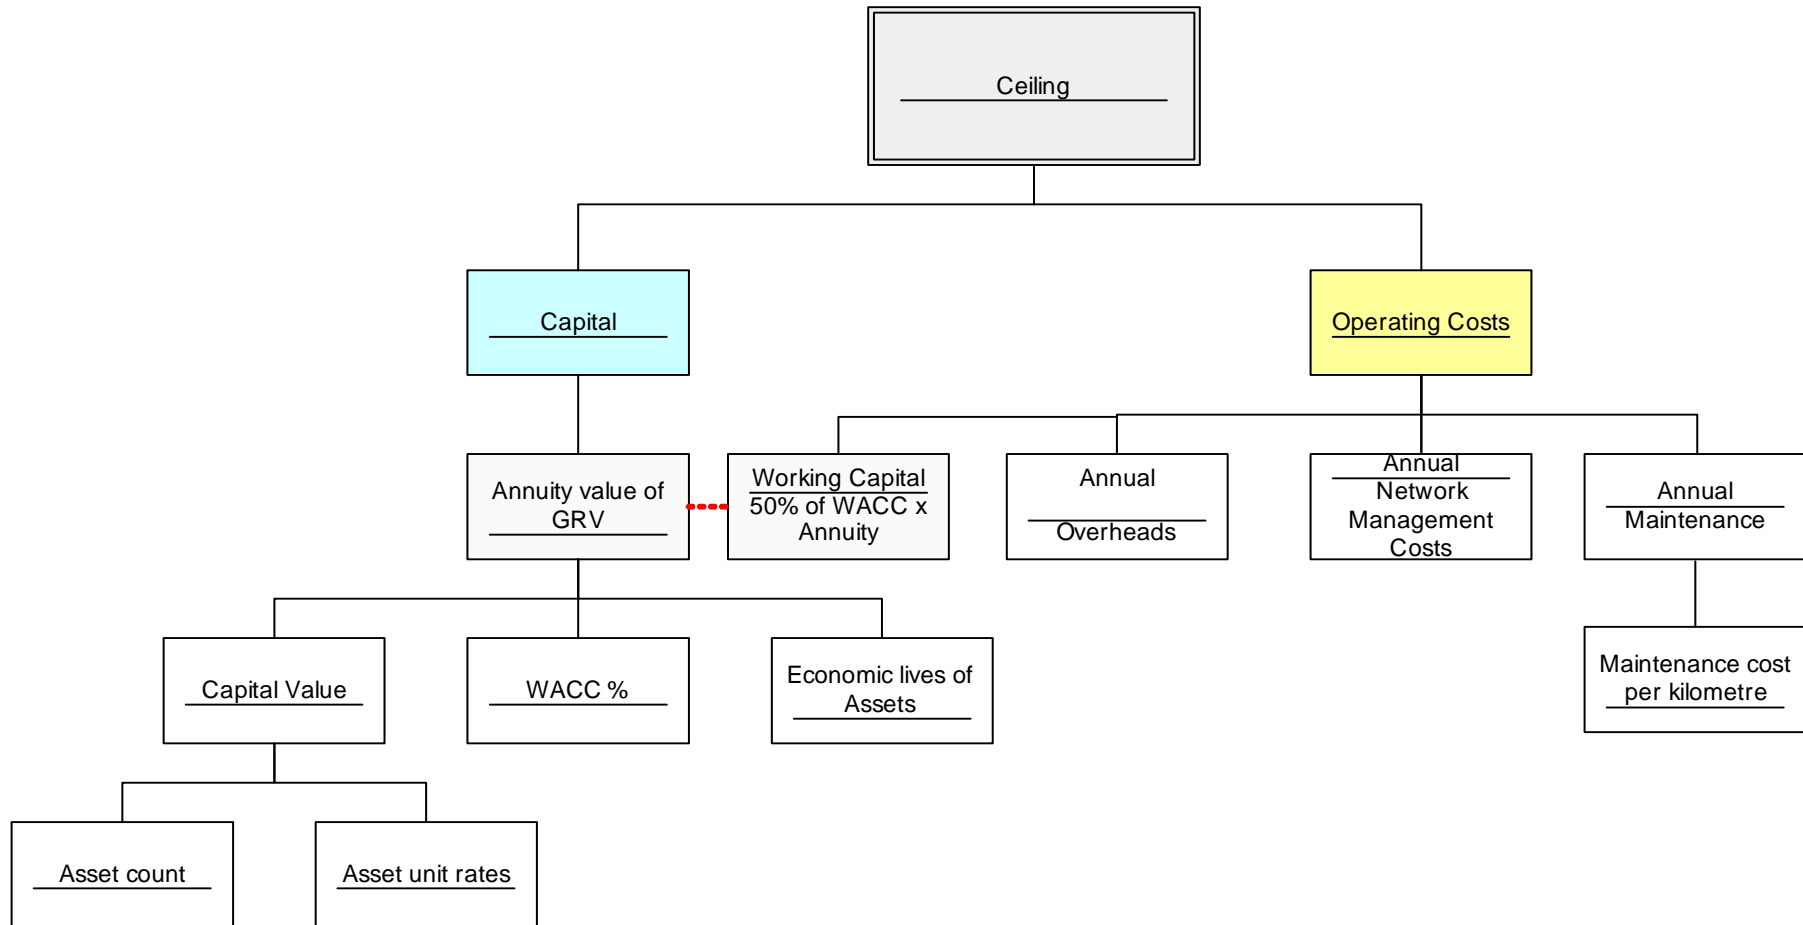 Ceiling
Capital
Operating Costs
Annuity value of
GRV
Working Capital
50% of WACC x
Annuity
Annual
Overheads
Annual
Network
Management
Costs
Annual
Maintenance
Capital Value
WACC %
Economic lives of
Assets
Maintenance cost
per kilometre
Asset count
Asset unit rates